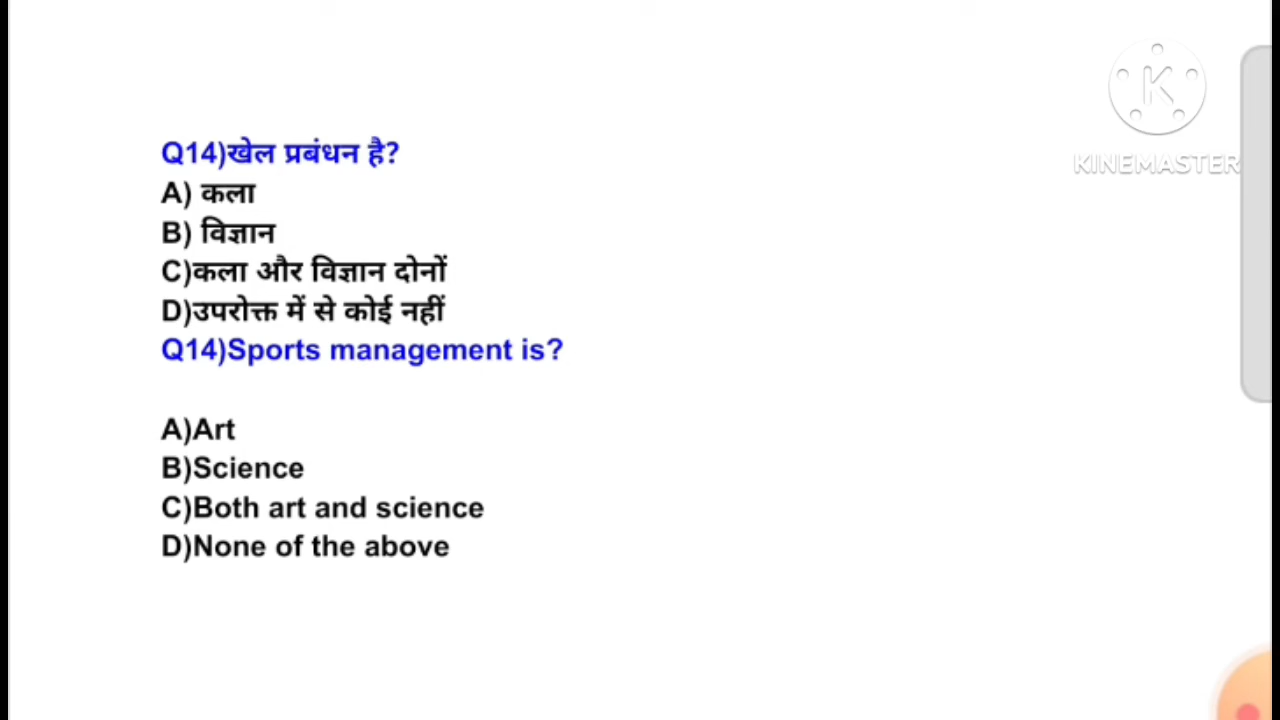 Q14)खेल प्रबंधन है?
A) कला
B) विज्ञान
C)कला और विज्ञान दोनों
D)उपरोक्त में से कोई नहीं
Q14)Sports management is?
A)Art
B)Science
C)Both art and science
D)None of the above
K
KINEMASTER